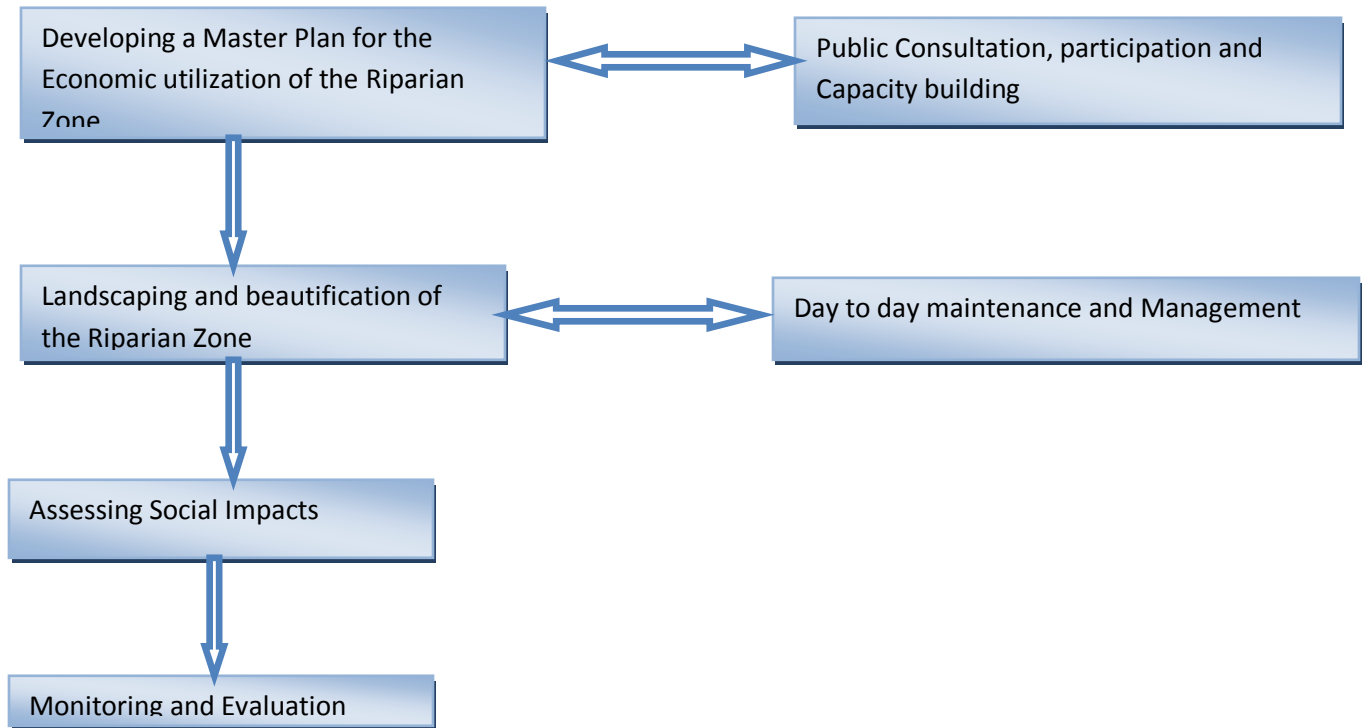 Developing a Master Plan for the
Economic utilization of the Riparian
Zone
Public Consultation, participation and
Capacity building
Landscaping and beautification of
the Riparian Zone
Day to day maintenance and Management
Assessing Social Impacts
Monitoring and Evaluation